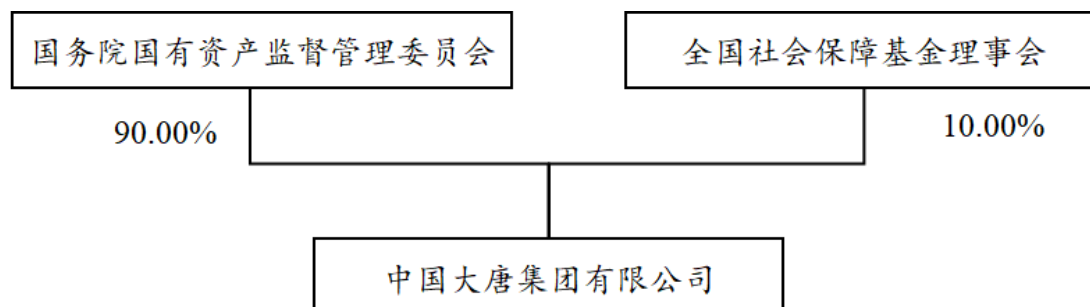 国务院国有资产监督管理委员会
全国社会保障基金理事会
90.00%
10.00%
中国大唐集团有限公司